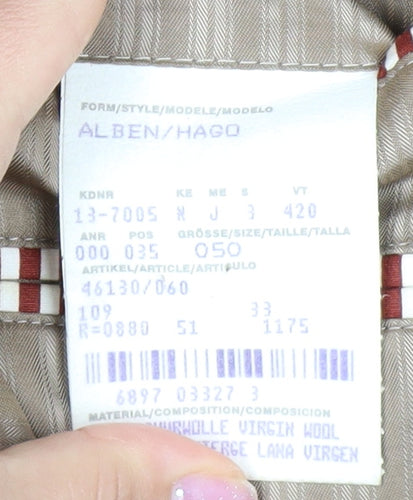 FORM/STYLE/MODELE/MODELO
ALBEN/HAGO
KDNR KE ME S VT
13-7005 N J 3 420
ANR POS GRÖSSE/SIZE/TAILLE/TALLA
000 035 050
ARTIKEL/ARTICLE/ARTICULO
46130/060
109 33
R=0880 51 1175
6897 03327 3
MATERIAL/COMPOSITION/COMPOSITION
VIRGIN WOOL
VIERGE LANA VIRGEN